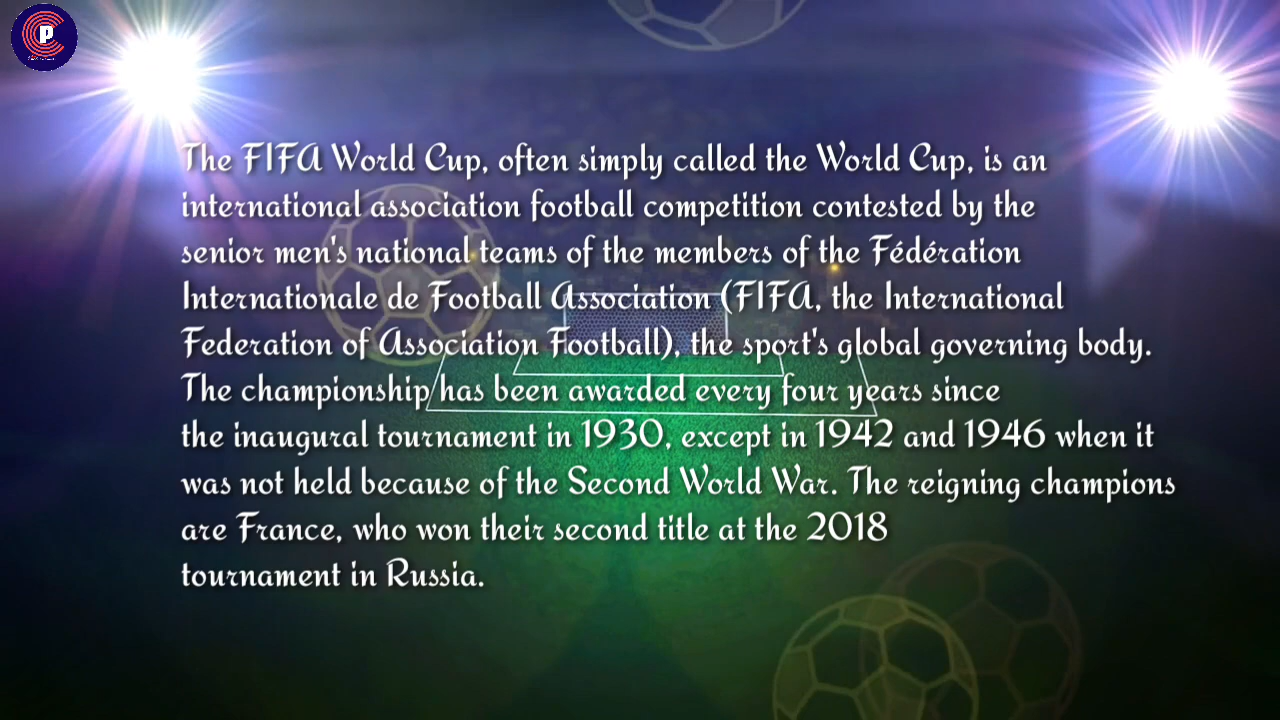 P
The FIFA World Cup, often simply called the World Cup, is an
international association football competition contested by the
senior men's national teams of the members of the Fédération
Internationale de Football Association (FIFA, the International
Federation of Association Football), the sport's global governing body.
The championship has been awarded every four years since
the inaugural tournament in 1930, except in 1942 and 1946 when it
was not held because of the Second World War. The reigning champions
are France, who won their second title at the 2018
tournament in Russia.